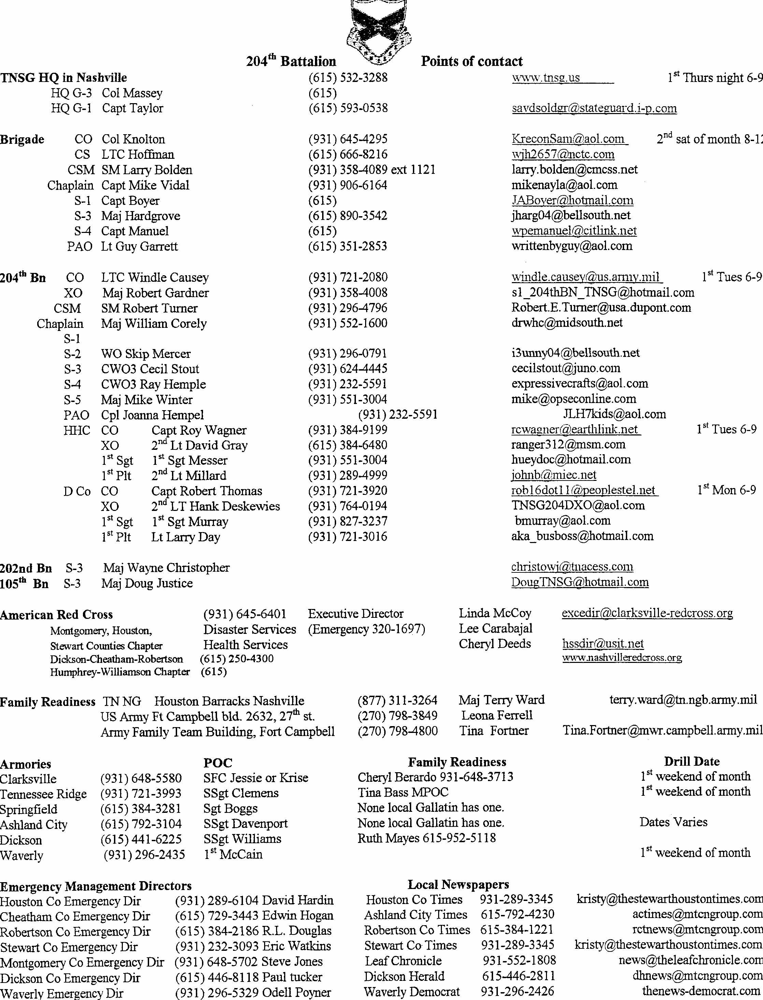 204th Battalion Points of contact
TNSG HQ in Nashville (615) 532-3288 www.tnsg.us 1st Thurs night 6-9
HQ G-3 Col Massey (615)
HQ G-1 Capt Taylor (615) 593-0538 savdsoldgr@stateguard.i-p.com
Brigade CO Col Knolton (931) 645-4295 KreconSam@aol.com 2nd sat of month 8-12
CS LTC Hoffman (615) 666-8216 wjh2657@nctc.com
CSM SM Larry Bolden (931) 358-4089 ext 1121 larry.bolden@cmcss.net
Chaplain Capt Mike Vidal (931) 906-6164 mikenayla@aol.com
S-1 Capt Boyer (615) JABoyer@hotmail.com
S-3 Maj Hardgrove (615) 890-3542 jharg04@bellsouth.net
S-4 Capt Manuel (615) wpemanuel@citlink.net
PAO Lt Guy Garrett (615) 351-2853 writtenbyguy@aol.com
204th Bn CO LTC Windle Causey (931) 721-2080 windle.causey@us.army.mil 1st Tues 6-9
XO Maj Robert Gardner (931) 358-4008 s1_204thBN_TNSG@hotmail.com
CSM SM Robert Turner (931) 296-4796 Robert.E.Turner@usa.dupont.com
Chaplain Maj William Corely (931) 552-1600 drwhc@midsouth.net
S-1
S-2 WO Skip Mercer (931) 296-0791 i3unny04@bellsouth.net
S-3 CWO3 Cecil Stout (931) 624-4445 cecilstout@juno.com
S-4 CWO3 Ray Hemple (931) 232-5591 expressivecrafts@aol.com
S-5 Maj Mike Winter (931) 551-3004 mike@opseconline.com
PAO Cpl Joanna Hempel (931) 232-5591 JLH7kids@aol.com
HHC CO Capt Roy Wagner (931) 384-9199 rcwagner@earthlink.net 1st Tues 6-9
XO 2nd Lt David Gray (615) 384-6480 ranger312@msm.com
1st Sgt 1st Sgt Messer (931) 551-3004 hueydoc@hotmail.com
1st Plt 2nd Lt Millard (931) 289-4999 johnb@miec.net
D Co CO Capt Robert Thomas (931) 721-3920 rob16dot11@peoplestel.net 1st Mon 6-9
XO 2nd LT Hank Deskewies (931) 764-0194 TNSG204DXO@aol.com
1st Sgt 1st Sgt Murray (931) 827-3237 bmurray@aol.com
1st Plt Lt Larry Day (931) 721-3016 aka_busboss@hotmail.com
202nd Bn S-3 Maj Wayne Christopher christowj@tnacess.com
105th Bn S-3 Maj Doug Justice DougTNSG@hotmail.com
American Red Cross (931) 645-6401 Executive Director Linda McCoy excedir@clarksville-redcross.org
Montgomery, Houston, Disaster Services (Emergency 320-1697) Lee Carabajal
Stewart Counties Chapter Health Services Cheryl Deeds hssdir@usit.net
Dickson-Cheatham-Robertson (615) 250-4300 www.nashvilleredcross.org
Humphrey-Williamson Chapter (615)
Family Readiness TN NG Houston Barracks Nashville (877) 311-3264 Maj Terry Ward terry.ward@tn.ngb.army.mil
US Army Ft Campbell bld. 2632, 27th st. (270) 798-3849 Leona Ferrell
Army Family Team Building, Fort Campbell (270) 798-4800 Tina Fortner Tina.Fortner@mwr.campbell.army.mil
Armories POC Family Readiness Drill Date
Clarksville (931) 648-5580 SFC Jessie or Krise Cheryl Berardo 931-648-3713 1st weekend of month
Tennessee Ridge (931) 721-3993 SSgt Clemens Tina Bass MPOC 1st weekend of month
Springfield (615) 384-3281 Sgt Boggs None local Gallatin has one.
Ashland City (615) 792-3104 SSgt Davenport None local Gallatin has one. Dates Varies
Dickson (615) 441-6225 SSgt Williams Ruth Mayes 615-952-5118
Waverly (931) 296-2435 1st McCain 1st weekend of month
Emergency Management Directors Local Newspapers
Houston Co Emergency Dir (931) 289-6104 David Hardin Houston Co Times 931-289-3345 kristy@thestewarthoustontimes.com
Cheatham Co Emergency Dir (615) 729-3443 Edwin Hogan Ashland City Times 615-792-4230 actimes@mtcngroup.com
Robertson Co Emergency Dir (615) 384-2186 R.L. Douglas Robertson Co Times 615-384-1221 rctnews@mtcngroup.com
Stewart Co Emergency Dir (931) 232-3093 Eric Watkins Stewart Co Times 931-289-3345 kristy@thestewarthoustontimes.com
Montgomery Co Emergency Dir (931) 648-5702 Steve Jones Leaf Chronicle 931-552-1808 news@theleafchronicle.com
Dickson Co Emergency Dir (615) 446-8118 Paul tucker Dickson Herald 615-446-2811 dhnews@mtcngroup.com
Waverly Emergency Dir (931) 296-5329 Odell Poyner Waverly Democrat 931-296-2426 thenews-democrat.com